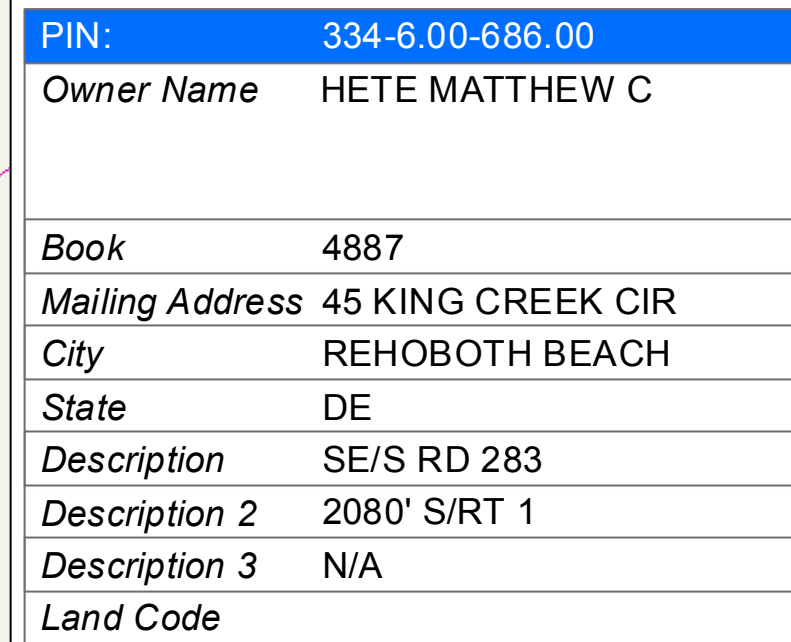 PIN: 334-6.00-686.00
Owner Name HETE MATTHEW C
Book 4887
Mailing Address 45 KING CREEK CIR
City REHOBOTH BEACH
State DE
Description SE/S RD 283
Description 2 2080' S/RT 1
Description 3 N/A
Land Code